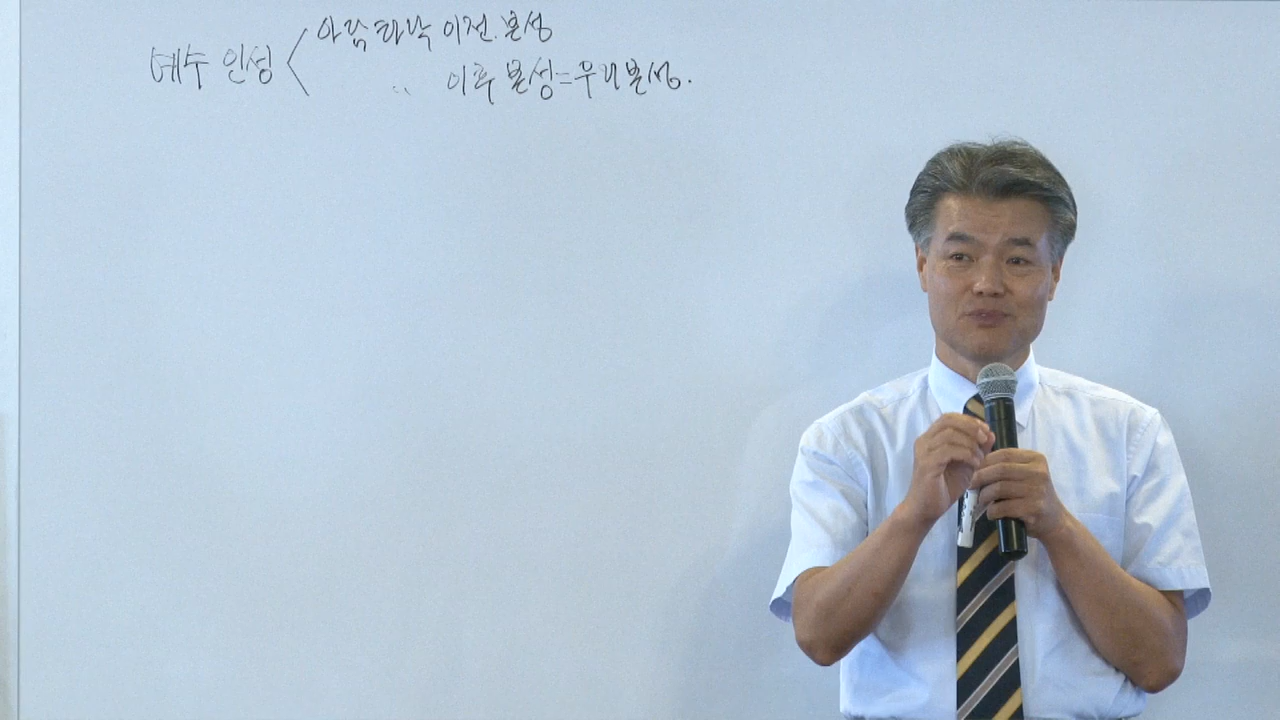 예수 인성 < 아담 타락 이전. 본성
〃 이후 본성=우리본성.